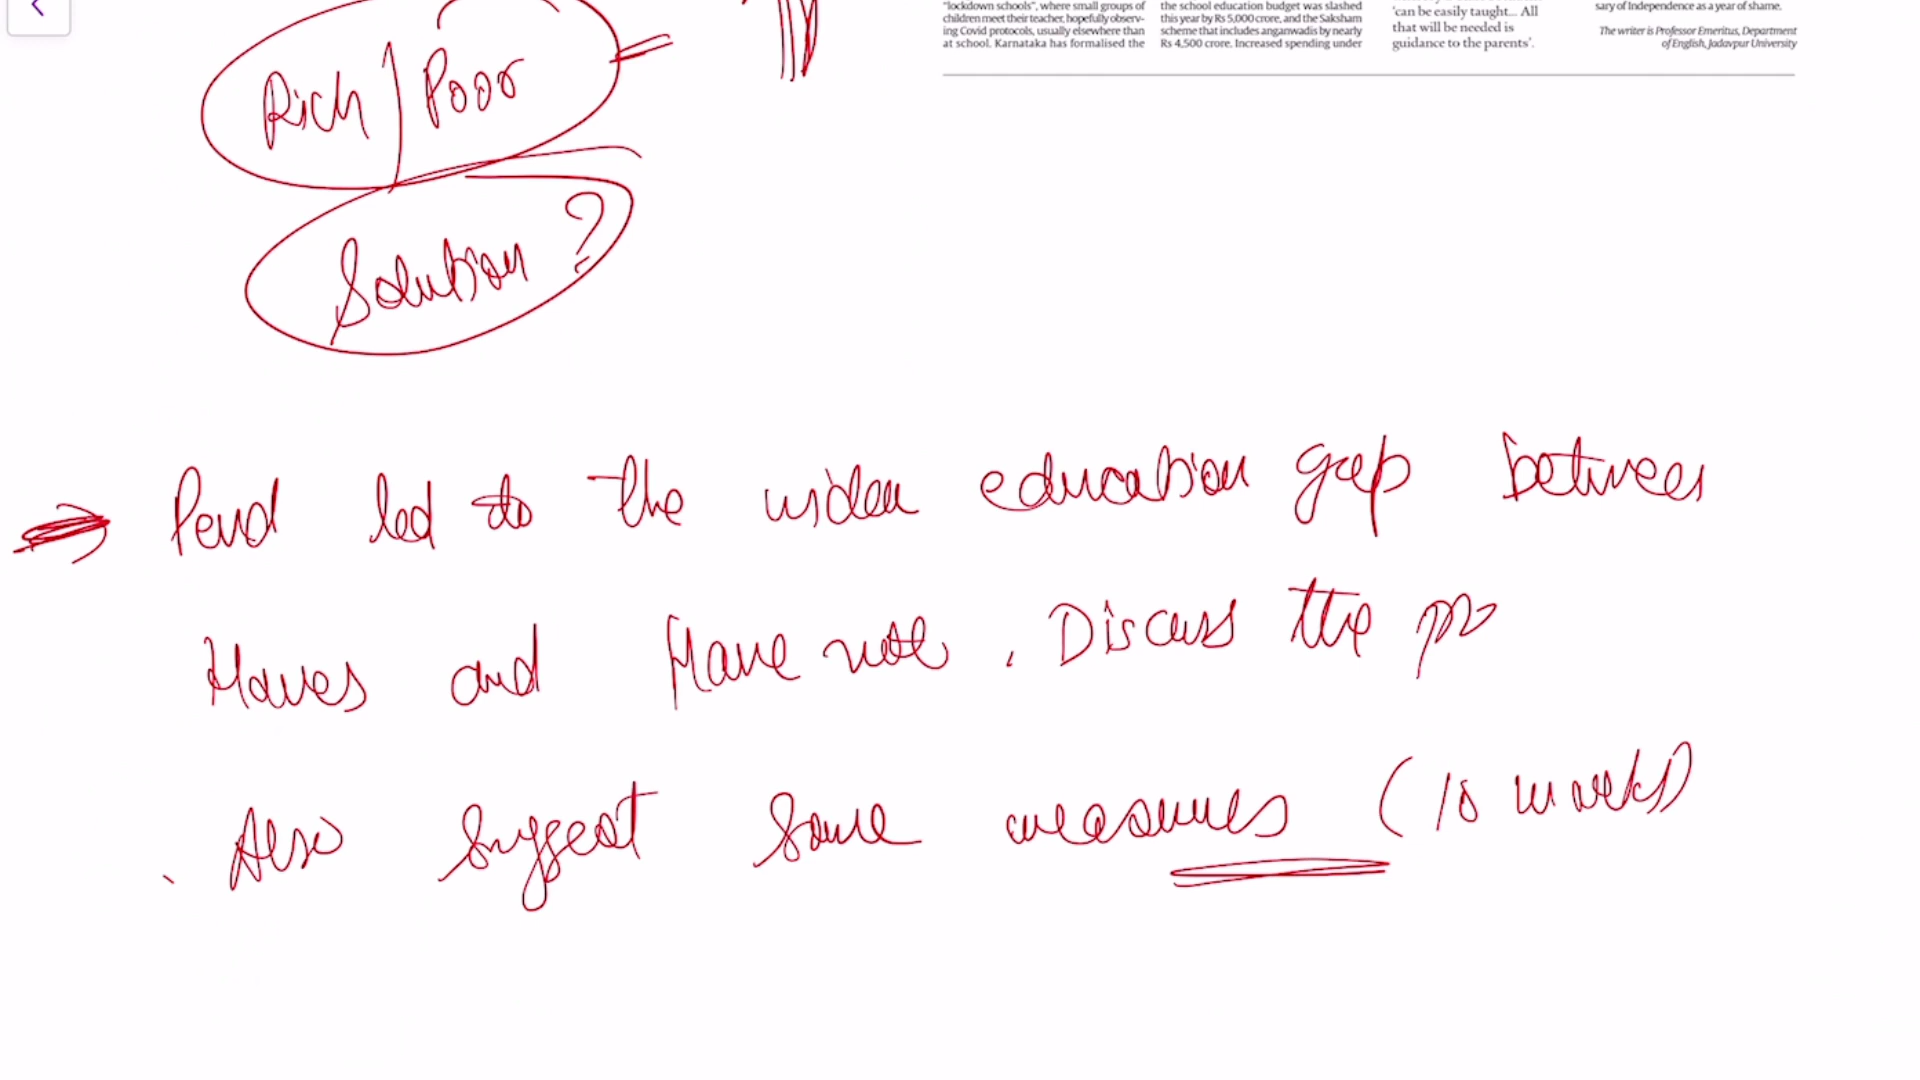 "lockdown schools", where small groups of
children meet their teacher, hopefully observ-
ing Covid protocols, usually elsewhere than
at school. Karnataka has formalised the
the school education budget was slashed
this year by Rs 5,000 crore, and the Saksham
scheme that includes anganwadis by nearly
Rs 4,500 crore. Increased spending under
'can be easily taught... All
that will be needed is
guidance to the parents'.
sary of Independence as a year of shame.
The writer is Professor Emeritus, Department
of English, Jadavpur University
Rich | Poor
Solution ?
led to the widen education gap between
Haves and Have not. Discuss the
Also Suggest Some measures (10 marks)